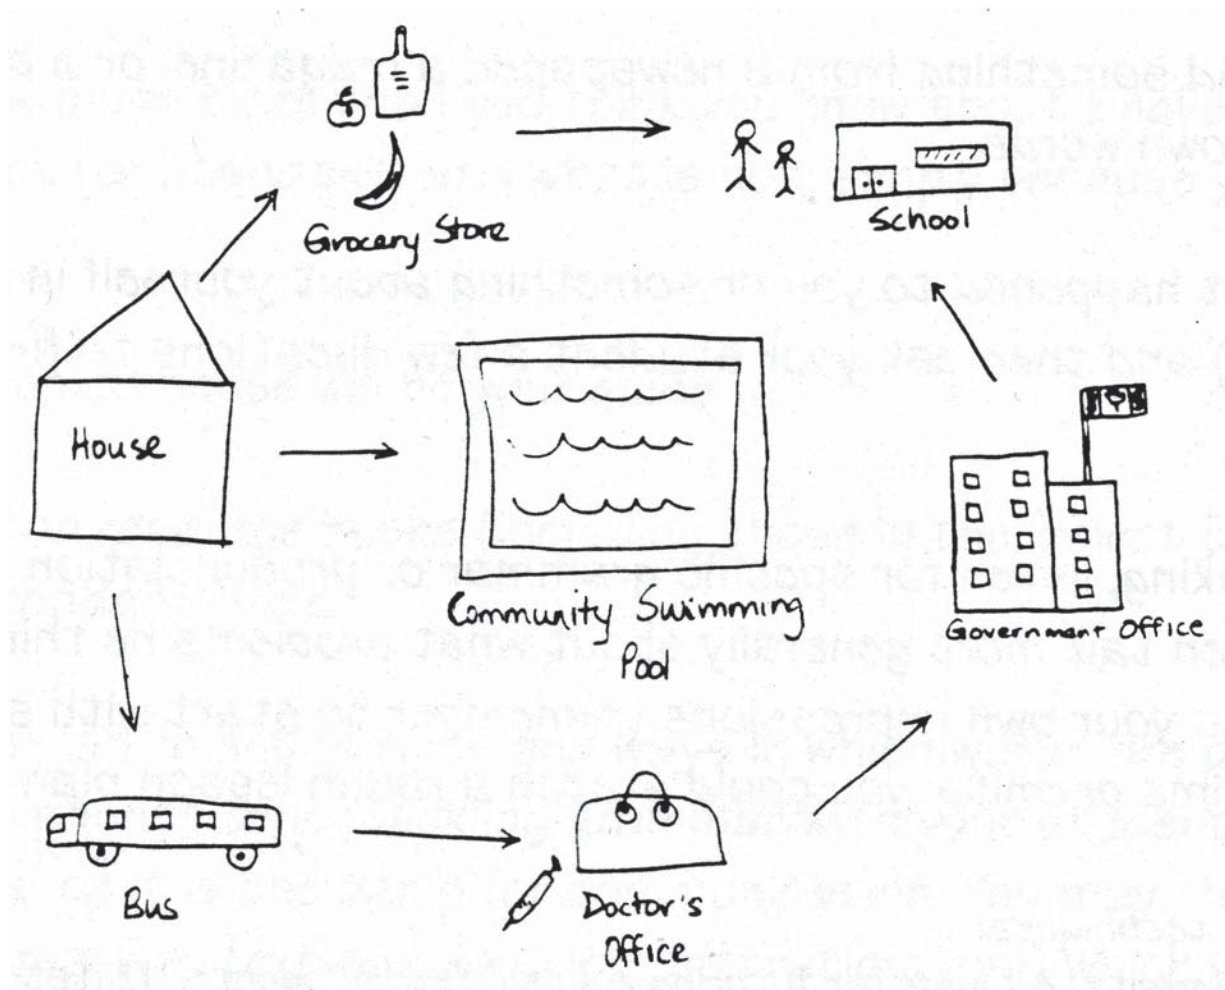 Grocery Store
School
House
Community Swimming
Pool
Government Office
Bus
Doctor's
Office